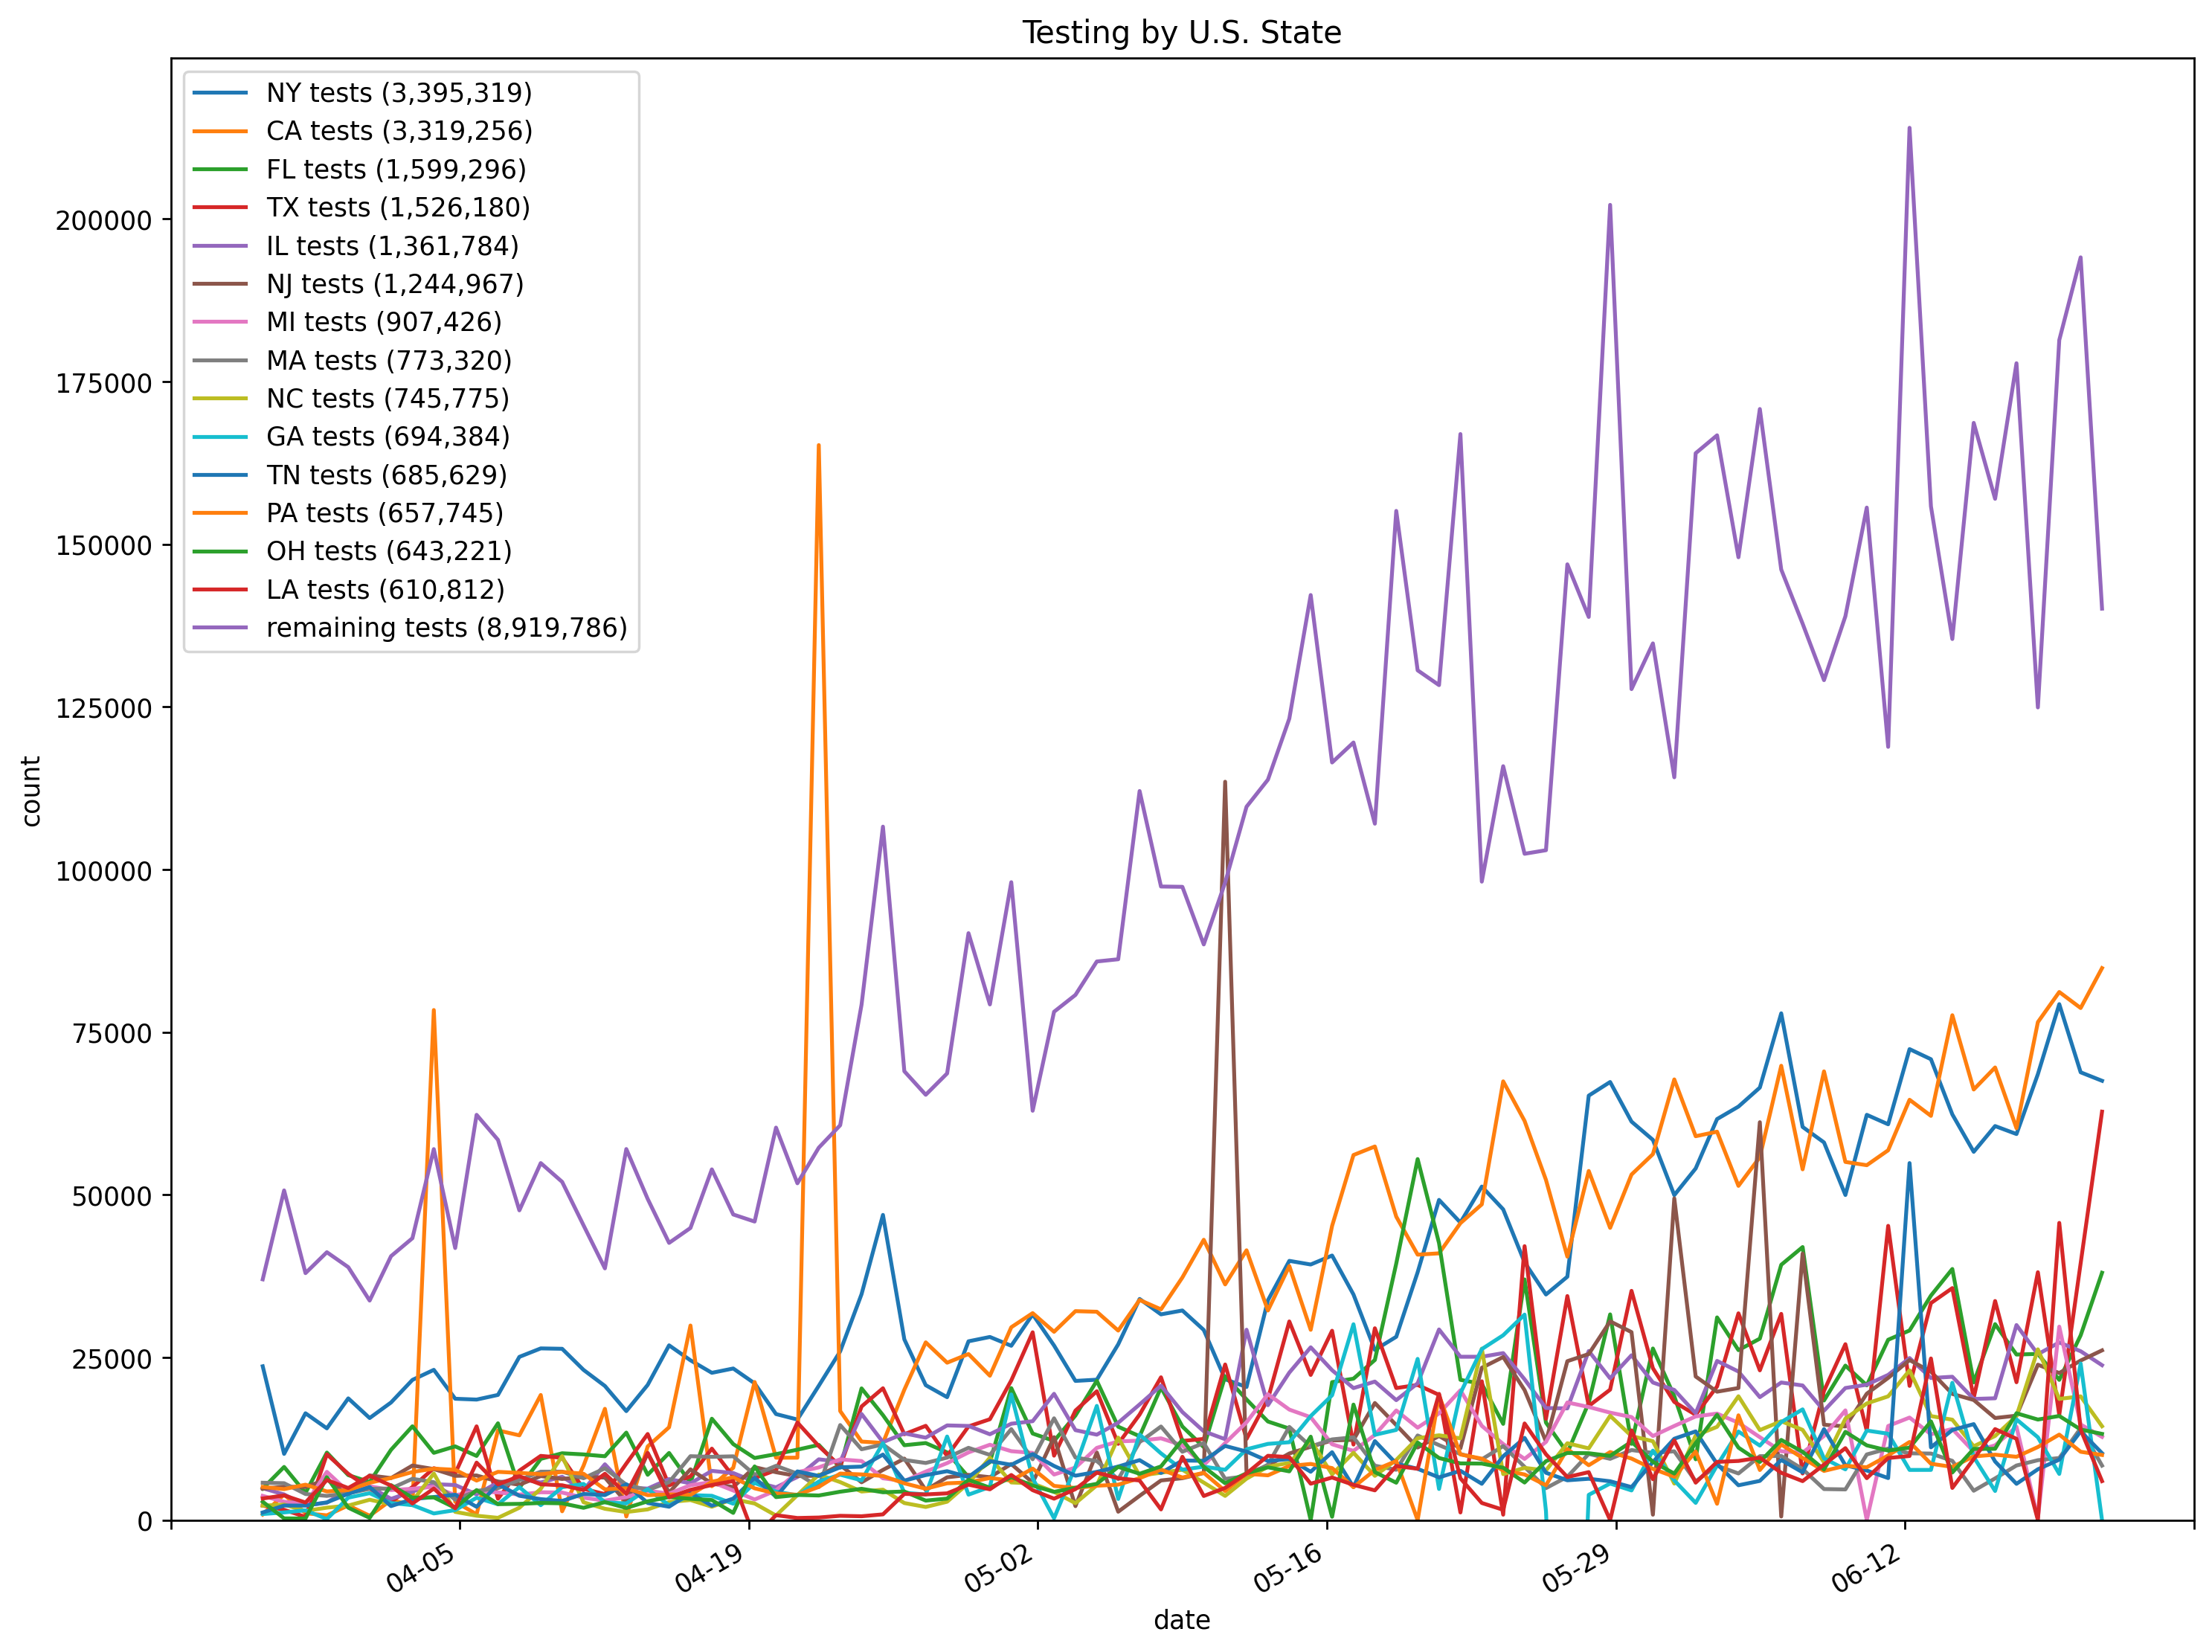 Testing by U.S. State
NY tests (3,395,319)
CA tests (3,319,256)
FL tests (1,599,296)
TX tests (1,526,180)
IL tests (1,361,784)
NJ tests (1,244,967)
MI tests (907,426)
MA tests (773,320)
NC tests (745,775)
GA tests (694,384)
TN tests (685,629)
PA tests (657,745)
OH tests (643,221)
LA tests (610,812)
remaining tests (8,919,786)
200000
175000
150000
125000
100000
75000
50000
25000
0
count
04-05
04-19
05-02
05-16
05-29
06-12
date